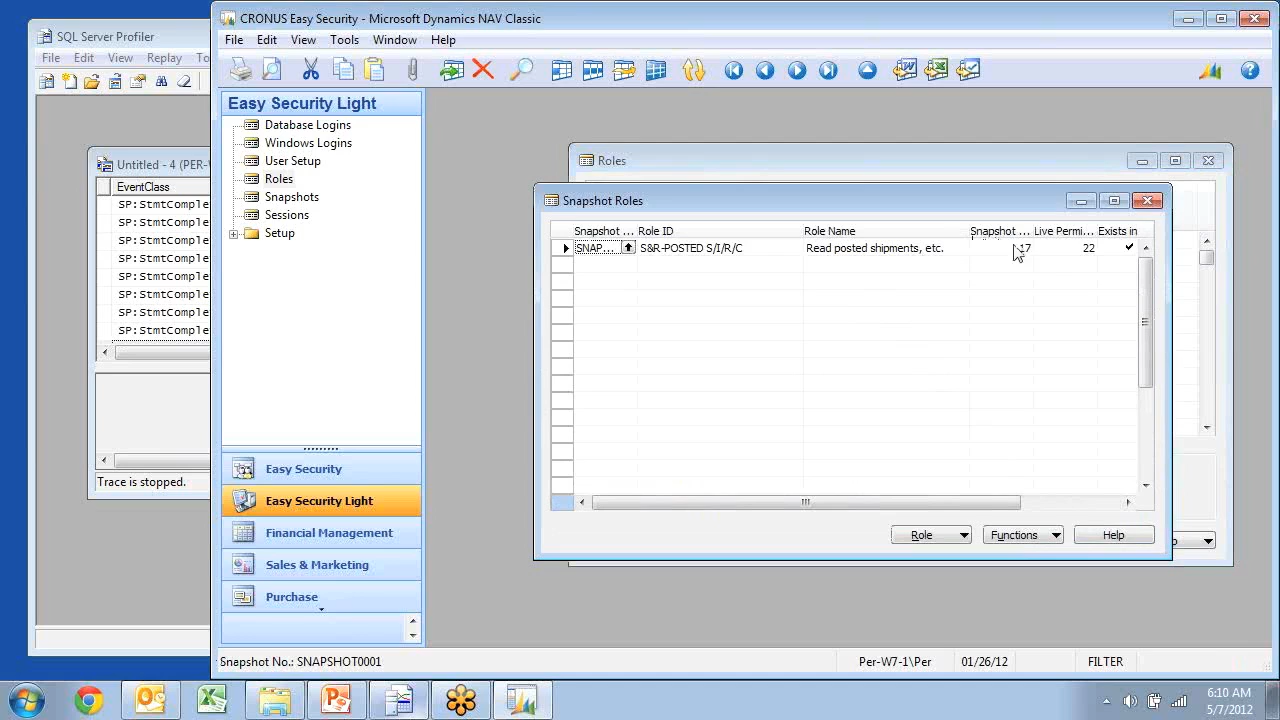 SQL Server Profiler
File Edit View Replay To
Untitled - 4 (PER-W
EventClass
SP:StmtComple
SP:StmtComple
SP:StmtComple
SP:StmtComple
SP:StmtComple
SP:StmtComple
SP:StmtComple
SP:StmtComple
Trace is stopped.
CRONUS Easy Security - Microsoft Dynamics NAV Classic
File Edit View Tools Window Help
Easy Security Light
Database Logins
Windows Logins
User Setup
Roles
Snapshots
Sessions
Setup
Easy Security
Easy Security Light
Financial Management
Sales & Marketing
Purchase
Roles
Snapshot Roles
Snapshot ... Role ID Role Name Snapshot ... Live Permi... Exists in
SNAP... S&R-POSTED S/I/R/C Read posted shipments, etc. 17 22
Role Functions Help
Snapshot No.: SNAPSHOT0001 Per-W7-1\Per 01/26/12 FILTER
6:10 AM
5/7/2012